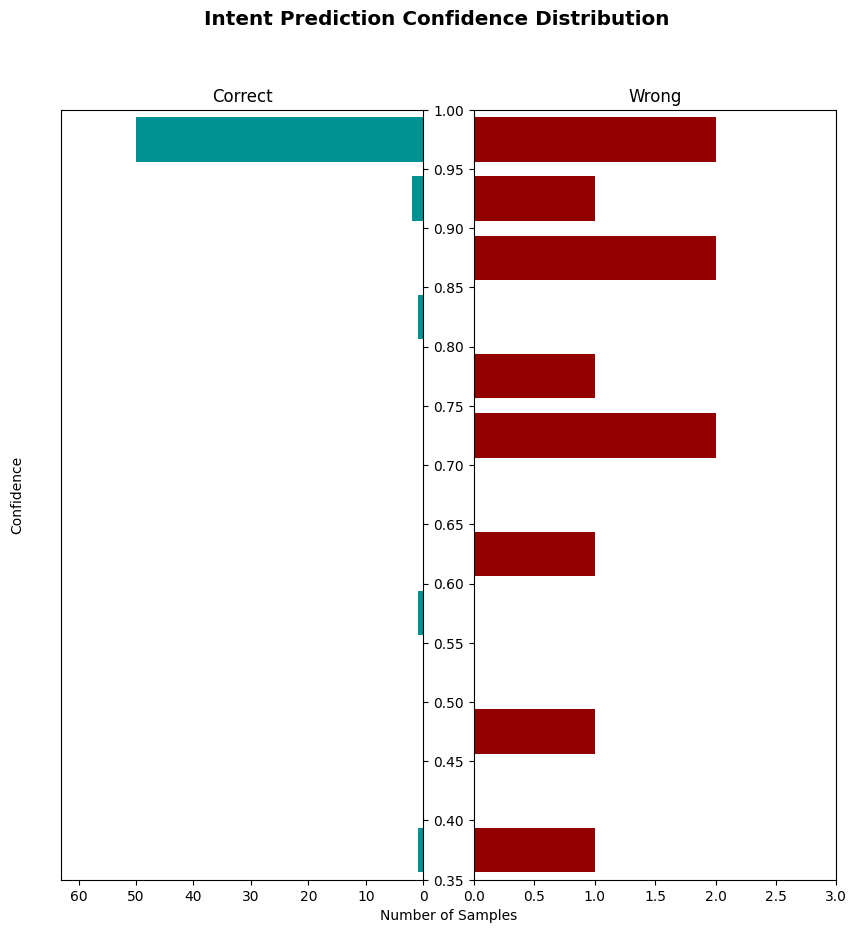 Intent Prediction Confidence Distribution
Correct
Wrong
1.00
0.95
0.90
0.85
0.80
0.75
0.70
0.65
0.60
0.55
0.50
0.45
0.40
0.35
Confidence
60 50 40 30 20 10 0
0.0 0.5 1.0 1.5 2.0 2.5 3.0
Number of Samples